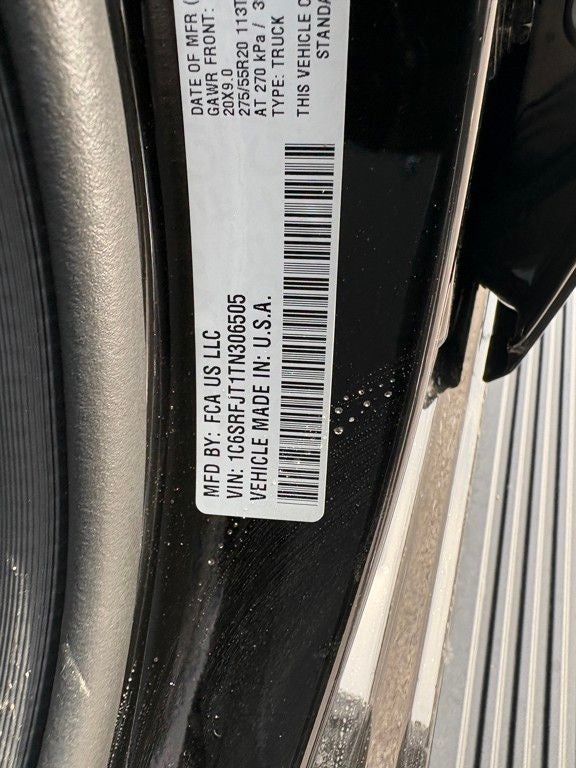 MFD BY: FCA US LLC
VIN: 1C6SRFJT1TN306505
VEHICLE MADE IN: U.S.A.
DATE OF MFR (
GAWR FRONT:
20X9.0
275/55R20 113T
AT 270 kPa / 3
TYPE: TRUCK
THIS VEHICLE C
STANDA